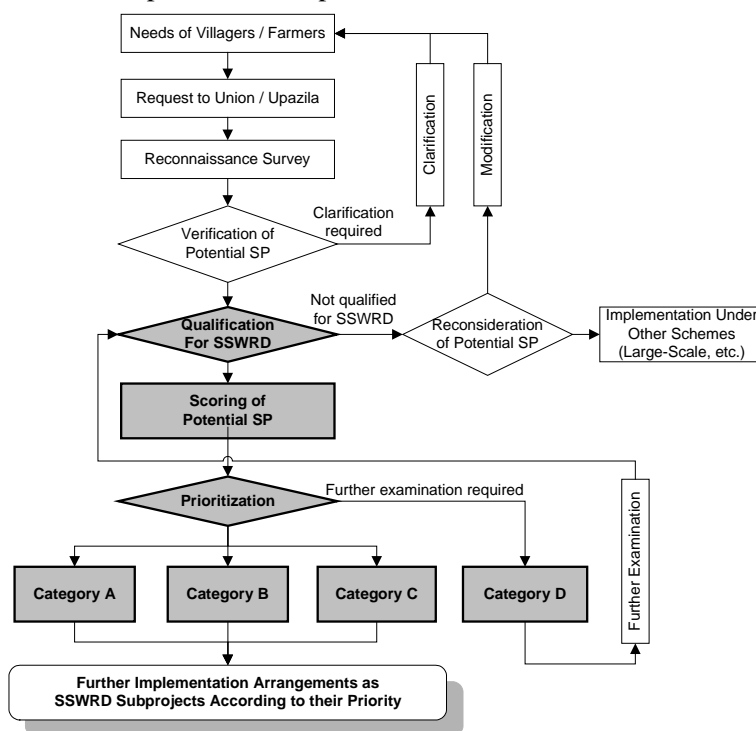 Needs of Villagers / Farmers
Request to Union / Upazila
Reconnaissance Survey
Clarification
Modification
Verification of
Potential SP
Clarification
required
Qualification
For SSWRD
Not qualified
for SSWRD
Reconsideration
of Potential SP
Implementation Under
Other Schemes
(Large-Scale, etc.)
Scoring of
Potential SP
Prioritization
Further examination required
Further Examination
Category A
Category B
Category C
Category D
Further Implementation Arrangements as
SSWRD Subprojects According to their Priority